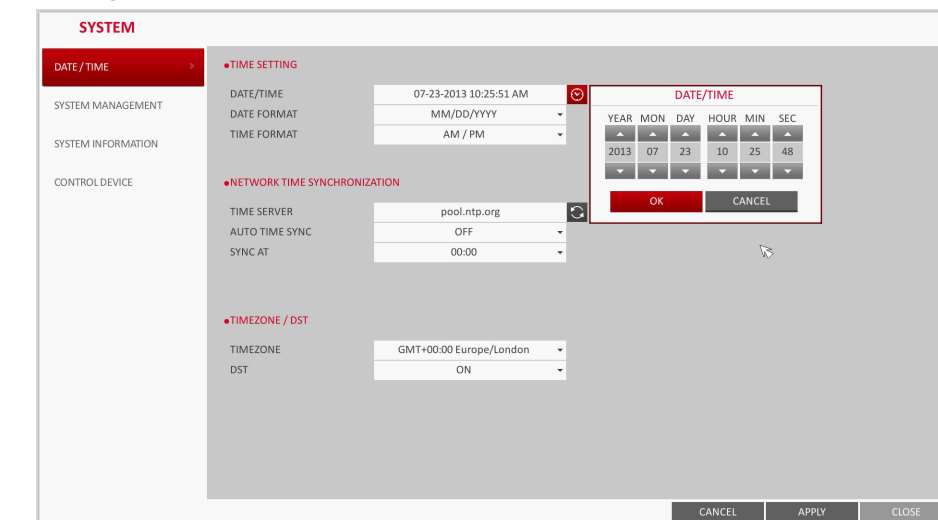 SYSTEM
DATE / TIME >
SYSTEM MANAGEMENT
SYSTEM INFORMATION
CONTROL DEVICE
●TIME SETTING
DATE/TIME 07-23-2013 10:25:51 AM
DATE FORMAT MM/DD/YYYY
TIME FORMAT AM / PM
●NETWORK TIME SYNCHRONIZATION
TIME SERVER pool.ntp.org
AUTO TIME SYNC OFF
SYNC AT 00:00
●TIMEZONE / DST
TIMEZONE GMT+00:00 Europe/London
DST ON
DATE/TIME
YEAR MON DAY HOUR MIN SEC
2013 07 23 10 25 48
OK CANCEL
CANCEL APPLY CLOSE